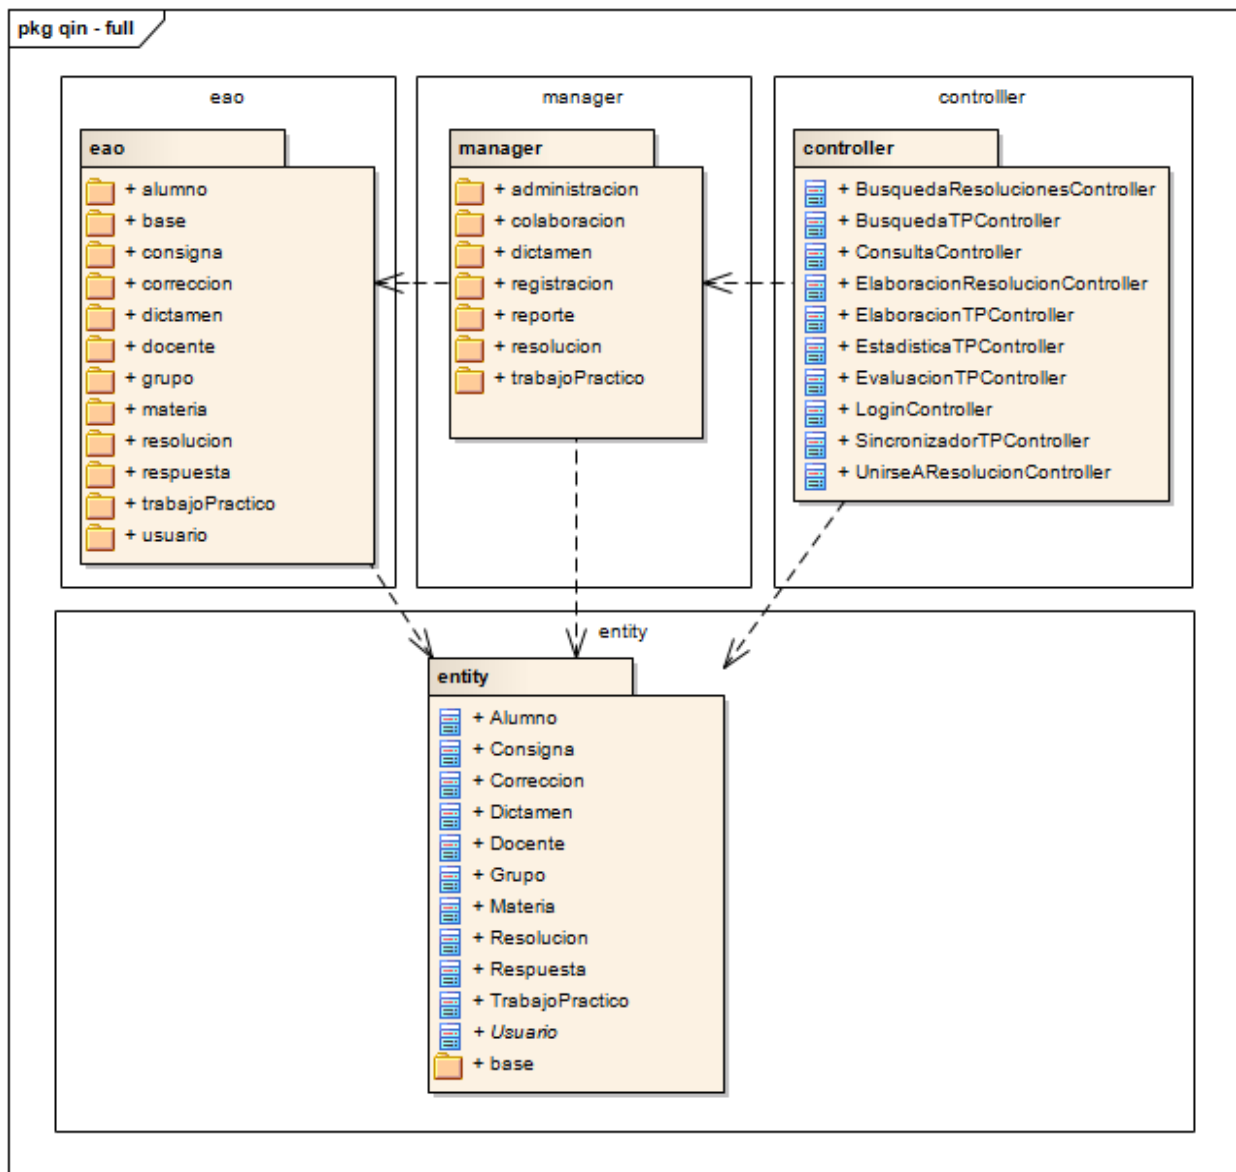 pkg qin - full
eao
eao
+ alumno
+ base
+ consigna
+ correccion
+ dictamen
+ docente
+ grupo
+ materia
+ resolucion
+ respuesta
+ trabajoPractico
+ usuario
manager
manager
+ administracion
+ colaboracion
+ dictamen
+ registracion
+ reporte
+ resolucion
+ trabajoPractico
controlller
controller
+ BusquedaResolucionesController
+ BusquedaTPController
+ ConsultaController
+ ElaboracionResolucionController
+ ElaboracionTPController
+ EstadisticaTPController
+ EvaluacionTPController
+ LoginController
+ SincronizadorTPController
+ UnirseAResolucionController
entity
entity
+ Alumno
+ Consigna
+ Correccion
+ Dictamen
+ Docente
+ Grupo
+ Materia
+ Resolucion
+ Respuesta
+ TrabajoPractico
+ Usuario
+ base